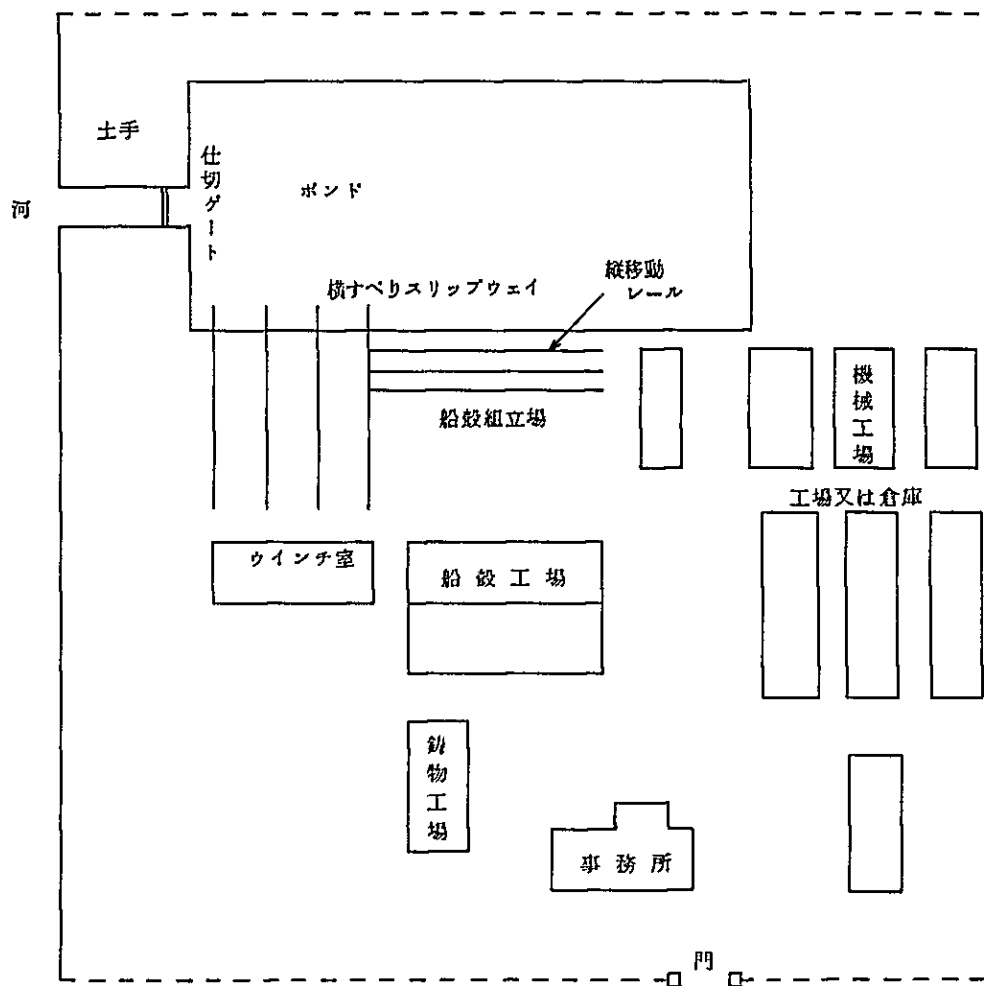 土手
河
仕切ゲート
ポンド
横すべりスリップウェイ
縦移動
レール
船殻組立場
機械工場
工場又は倉庫
ウインチ室
船殻工場
鋳物工場
事務所
門